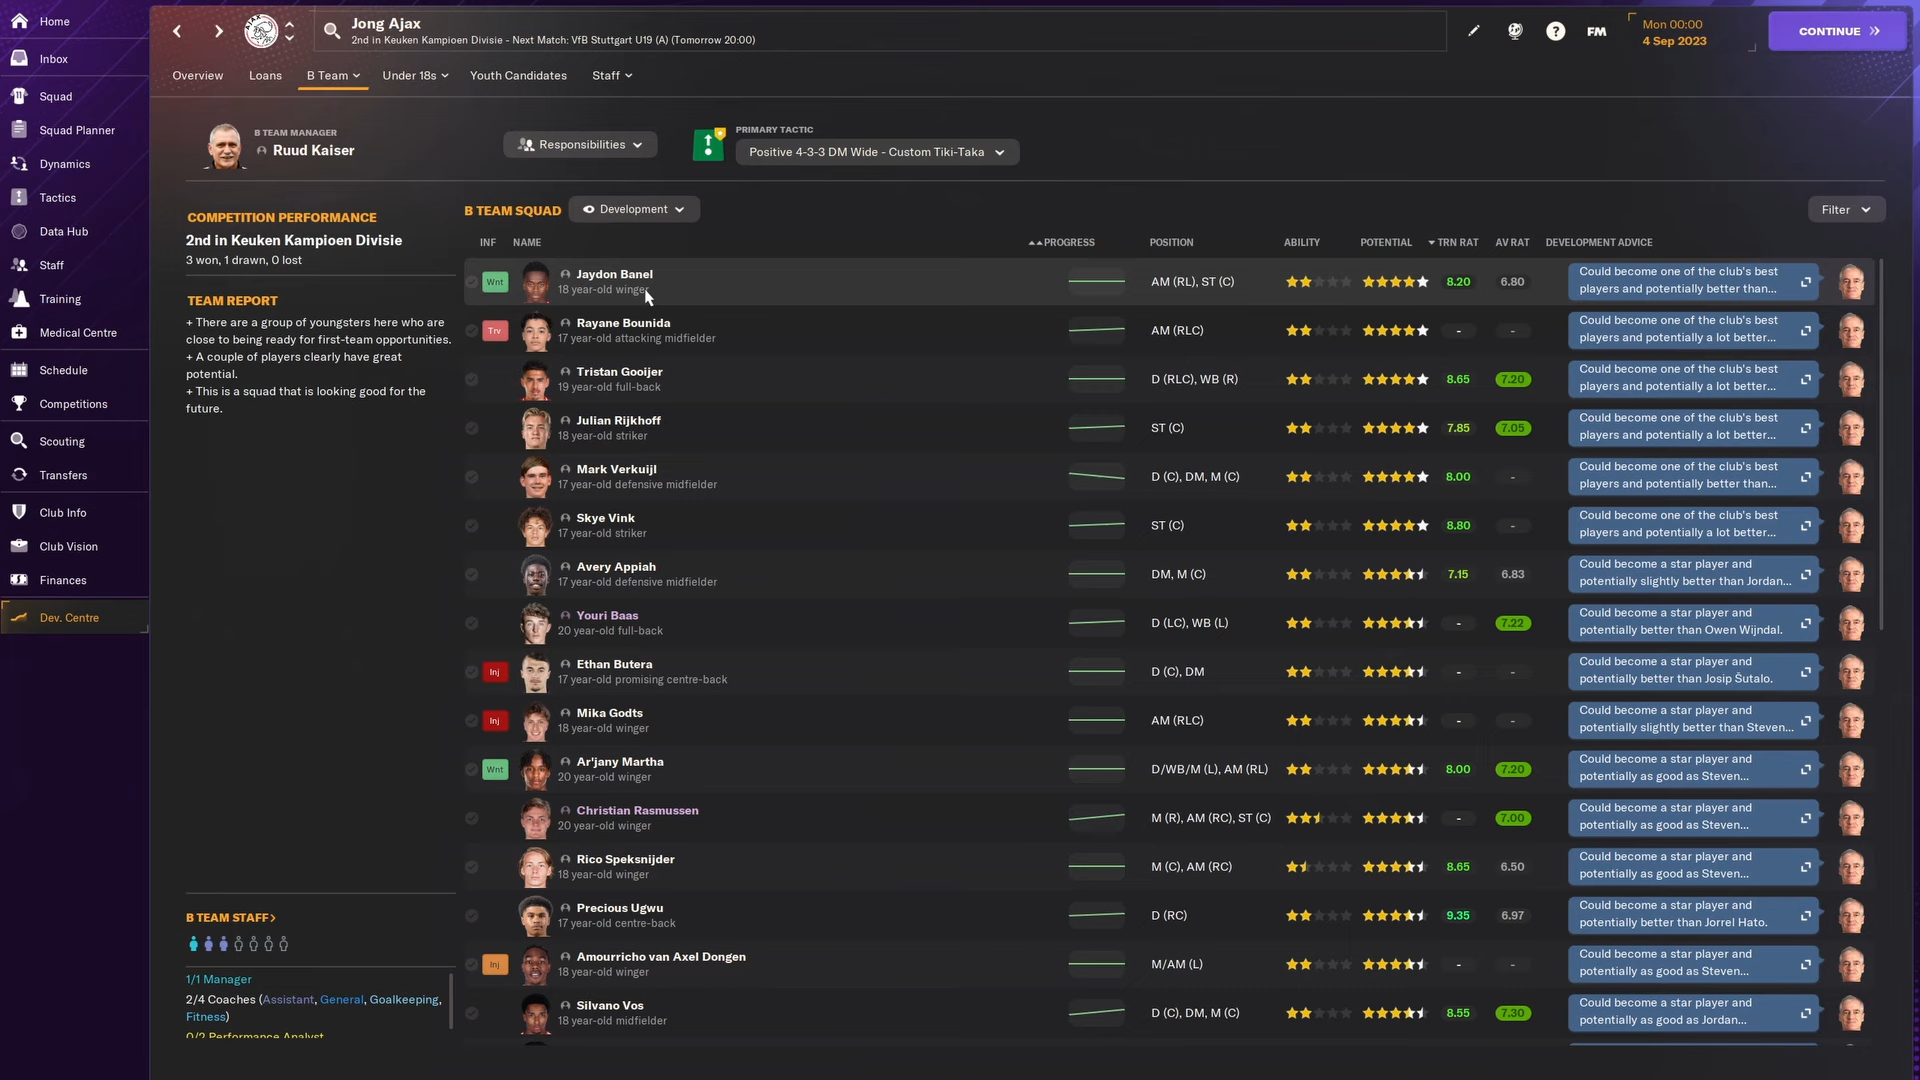 Home
Inbox
Squad
Squad Planner
Dynamics
Tactics
Data Hub
Staff
Training
Medical Centre
Schedule
Competitions
Scouting
Transfers
Club Info
Club Vision
Finances
Dev. Centre
AJAX
Jong Ajax
2nd in Keuken Kampioen Divisie - Next Match: VfB Stuttgart U19 (A) (Tomorrow 20:00)
?
FM
Mon 00:00
4 Sep 2023
CONTINUE
Overview Loans B Team Under 18s Youth Candidates Staff
B TEAM MANAGER
Ruud Kaiser
Responsibilities
PRIMARY TACTIC
Positive 4-3-3 DM Wide - Custom Tiki-Taka
COMPETITION PERFORMANCE
2nd in Keuken Kampioen Divisie
3 won, 1 drawn, 0 lost
TEAM REPORT
+ There are a group of youngsters here who are
close to being ready for first-team opportunities.
+ A couple of players clearly have great
potential.
+ This is a squad that is looking good for the
future.
B TEAM STAFF>
1/1 Manager
2/4 Coaches (Assistant, General, Goalkeeping,
Fitness)
0/2 Performance Analyst
B TEAM SQUAD Development Filter
INF NAME PROGRESS POSITION ABILITY POTENTIAL TRN RAT AV RAT DEVELOPMENT ADVICE
Wnt Jaydon Banel
18 year-old winger
AM (RL), ST (C) 8.20 6.80
Could become one of the club's best
players and potentially better than...
Trv Rayane Bounida
17 year-old attacking midfielder
AM (RLC) - -
Could become one of the club's best
players and potentially a lot better...
Tristan Gooijer
19 year-old full-back
D (RLC), WB (R) 8.65 7.20
Could become one of the club's best
players and potentially a lot better...
Julian Rijkhoff
18 year-old striker
ST (C) 7.85 7.05
Could become one of the club's best
players and potentially a lot better...
Mark Verkuijl
17 year-old defensive midfielder
D (C), DM, M (C) 8.00 -
Could become one of the club's best
players and potentially better than...
Skye Vink
17 year-old striker
ST (C) 8.80 -
Could become one of the club's best
players and potentially a lot better...
Avery Appiah
17 year-old defensive midfielder
DM, M (C) 7.15 6.83
Could become a star player and
potentially slightly better than Jordan...
Youri Baas
20 year-old full-back
D (LC), WB (L) - 7.22
Could become a star player and
potentially better than Owen Wijndal.
Inj Ethan Butera
17 year-old promising centre-back
D (C), DM - -
Could become a star player and
potentially better than Josip Šutalo.
Inj Mika Godts
18 year-old winger
AM (RLC) - -
Could become a star player and
potentially slightly better than Steven...
Wnt Ar'jany Martha
20 year-old winger
D/WB/M (L), AM (RL) 8.00 7.20
Could become a star player and
potentially as good as Steven...
Christian Rasmussen
20 year-old winger
M (R), AM (RC), ST (C) - 7.00
Could become a star player and
potentially as good as Steven...
Rico Speksnijder
18 year-old winger
M (C), AM (RC) 8.65 6.50
Could become a star player and
potentially as good as Steven...
Precious Ugwu
17 year-old centre-back
D (RC) 9.35 6.97
Could become a star player and
potentially better than Jorrel Hato.
Inj Amourricho van Axel Dongen
18 year-old winger
M/AM (L) - -
Could become a star player and
potentially as good as Steven...
Silvano Vos
18 year-old midfielder
D (C), DM, M (C) 8.55 7.30
Could become a star player and
potentially as good as Jordan...